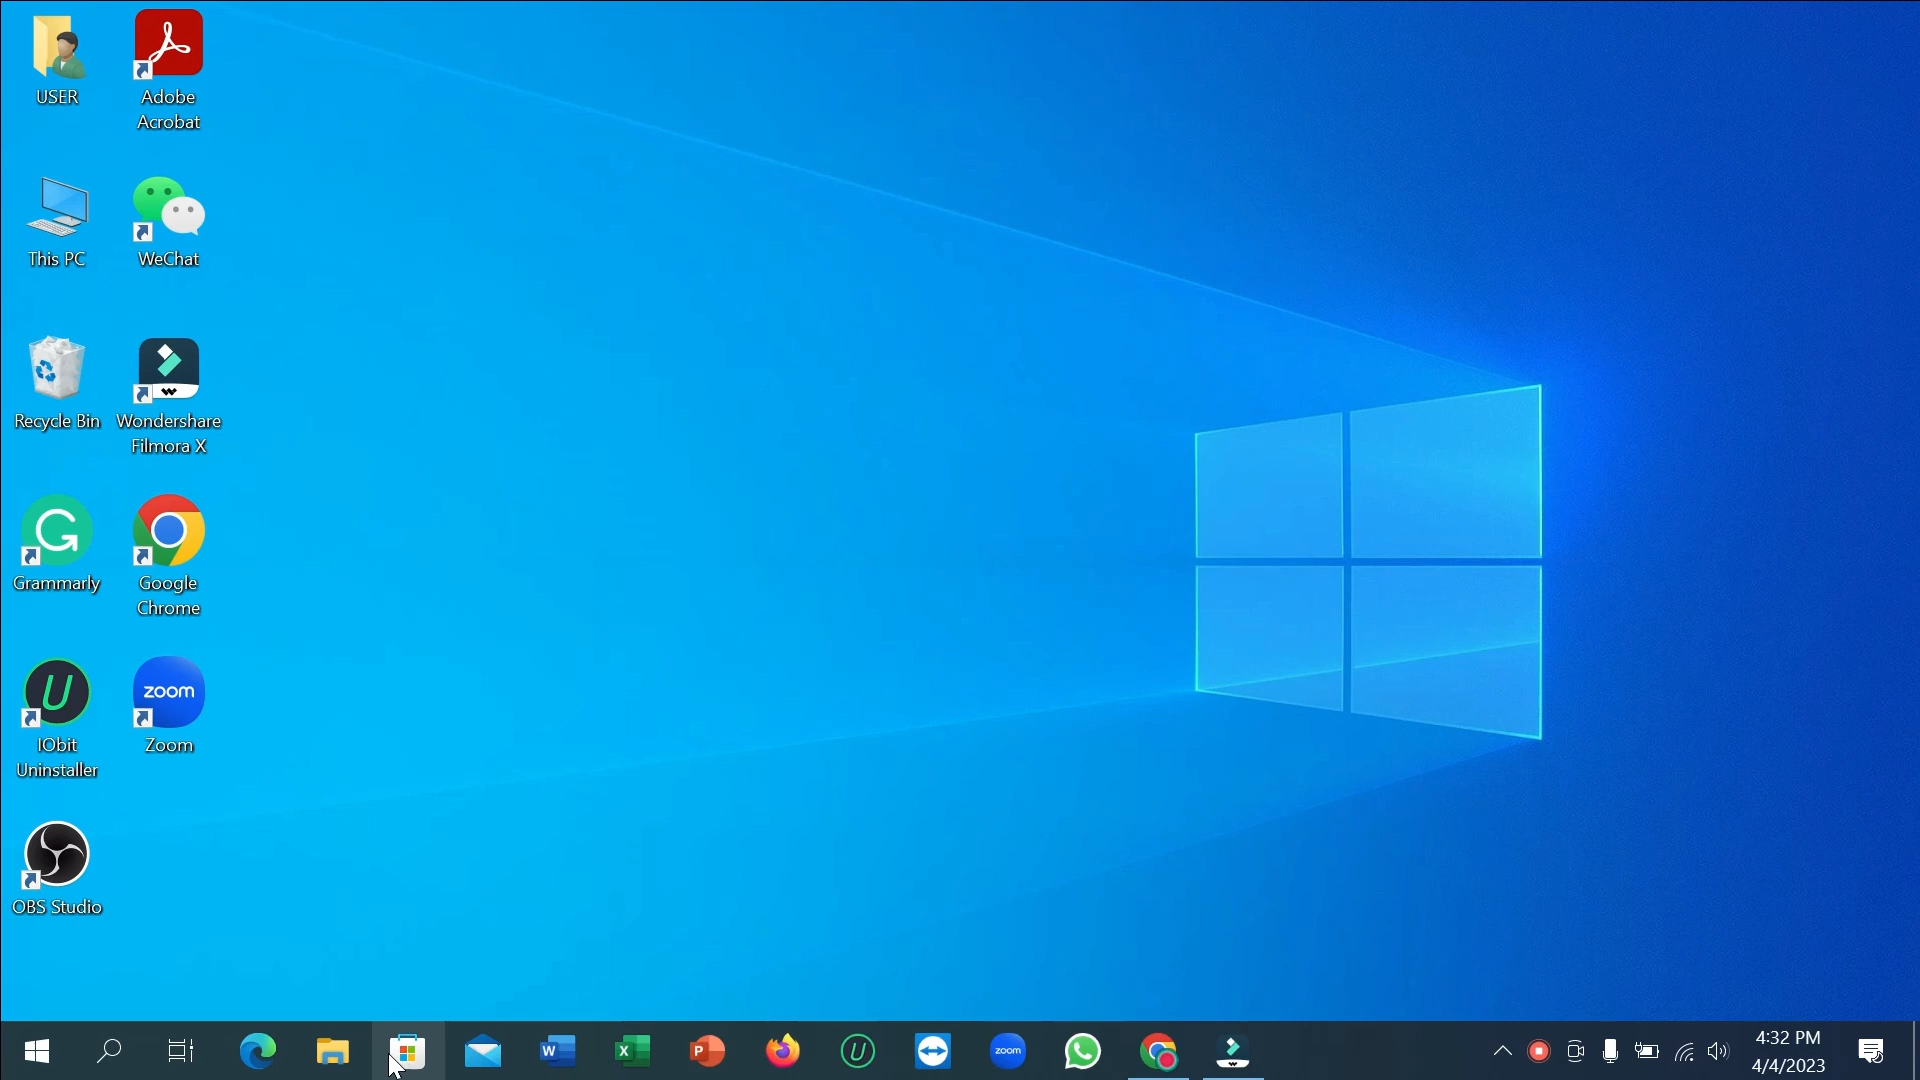 USER
Adobe
Acrobat
This PC
WeChat
Recycle Bin
Wondershare
Filmora X
Grammarly
Google
Chrome
zoom
IObit
Uninstaller
Zoom
OBS Studio
W
X
P
zoom
4:32 PM
4/4/2023